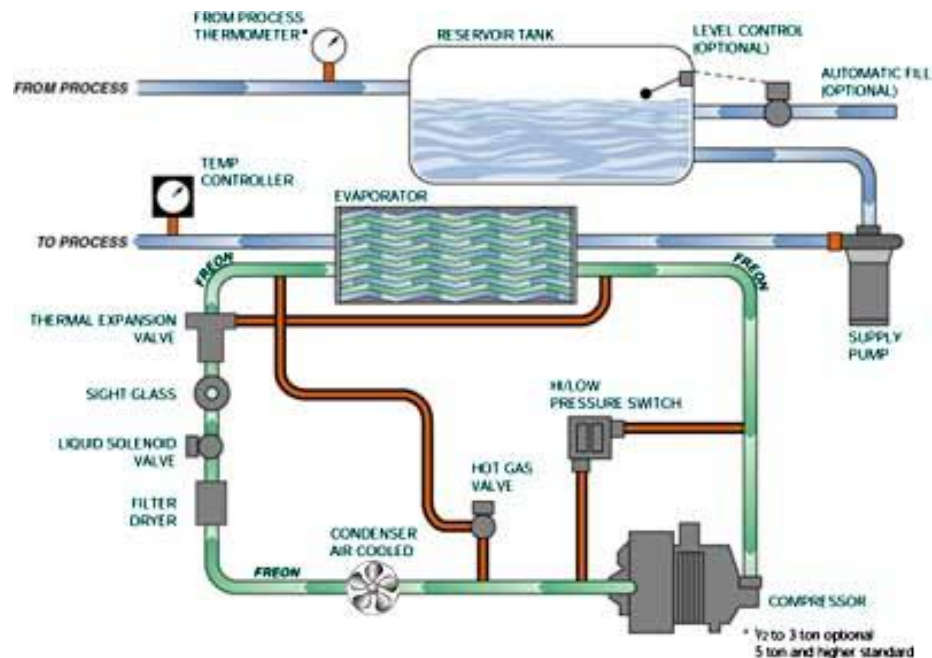 FROM PROCESS
THERMOMETER*
RESERVOIR TANK
LEVEL CONTROL
(OPTIONAL)
FROM PROCESS
AUTOMATIC FILL
(OPTIONAL)
TEMP
CONTROLLER
EVAPORATOR
TO PROCESS
FREON
FREON
THERMAL EXPANSION
VALVE
SUPPLY
PUMP
SIGHT GLASS
HI/LOW
PRESSURE SWITCH
LIQUID SOLENOID
VALVE
HOT GAS
VALVE
FILTER
DRYER
CONDENSER
AIR COOLED
FREON
COMPRESSOR
* 1/2 to 3 ton optional
5 ton and higher standard